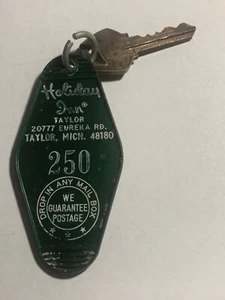 Holiday
Inn®
TAYLOR
20777 EUREKA RD.
TAYLOR, MICH. 48180
250
DROP IN ANY MAIL BOX
WE
GUARANTEE
POSTAGE